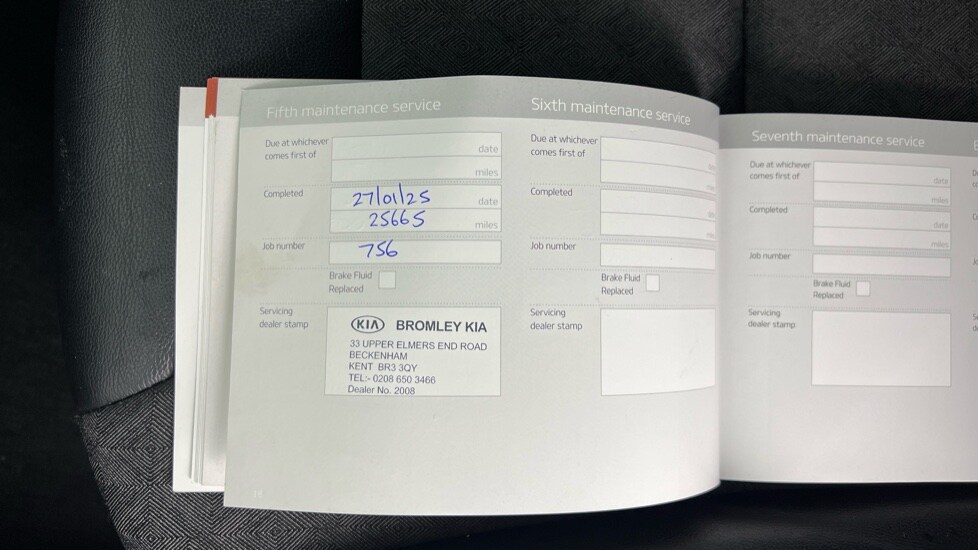 Fifth maintenance service
Due at whichever
comes first of
date
miles
Completed
27/01/25
date
25665
miles
Job number
756
Brake Fluid
Replaced
Servicing
dealer stamp
KIA BROMLEY KIA
33 UPPER ELMERS END ROAD
BECKENHAM
KENT BR3 3QY
TEL:- 0208 650 3466
Dealer No. 2008
Sixth maintenance service
Due at whichever
comes first of
Completed
Job number
Brake Fluid
Replaced
Servicing
dealer stamp
Seventh maintenance service
Due at whichever
comes first of
date
miles
Completed
date
miles
Job number
Brake Fluid
Replaced
Servicing
dealer stamp